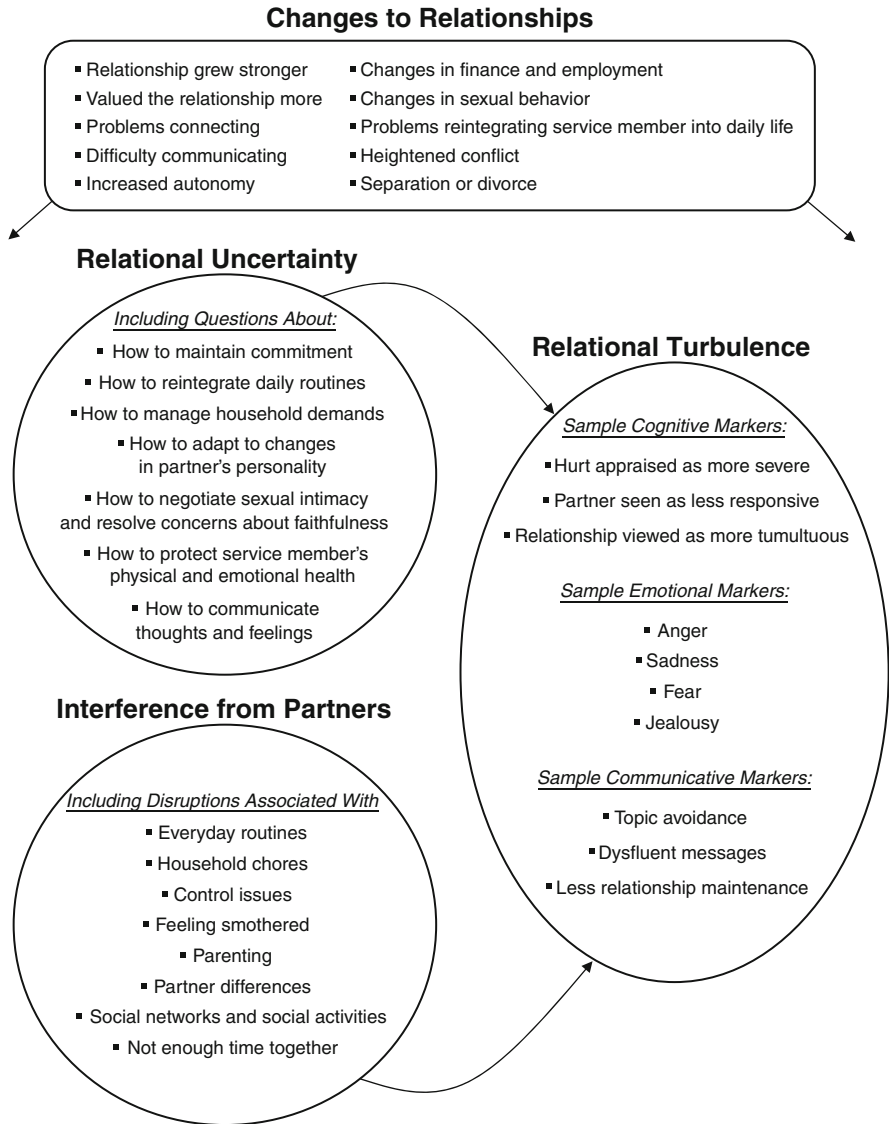 Changes to Relationships
▪ Relationship grew stronger
▪ Valued the relationship more
▪ Problems connecting
▪ Difficulty communicating
▪ Increased autonomy
▪ Changes in finance and employment
▪ Changes in sexual behavior
▪ Problems reintegrating service member into daily life
▪ Heightened conflict
▪ Separation or divorce
Relational Uncertainty
Including Questions About:
▪ How to maintain commitment
▪ How to reintegrate daily routines
▪ How to manage household demands
▪ How to adapt to changes
in partner's personality
▪ How to negotiate sexual intimacy
and resolve concerns about faithfulness
▪ How to protect service member's
physical and emotional health
▪ How to communicate
thoughts and feelings
Interference from Partners
Including Disruptions Associated With
▪ Everyday routines
▪ Household chores
▪ Control issues
▪ Feeling smothered
▪ Parenting
▪ Partner differences
▪ Social networks and social activities
▪ Not enough time together
Relational Turbulence
Sample Cognitive Markers:
▪ Hurt appraised as more severe
▪ Partner seen as less responsive
▪ Relationship viewed as more tumultuous
Sample Emotional Markers:
▪ Anger
▪ Sadness
▪ Fear
▪ Jealousy
Sample Communicative Markers:
▪ Topic avoidance
▪ Dysfluent messages
▪ Less relationship maintenance